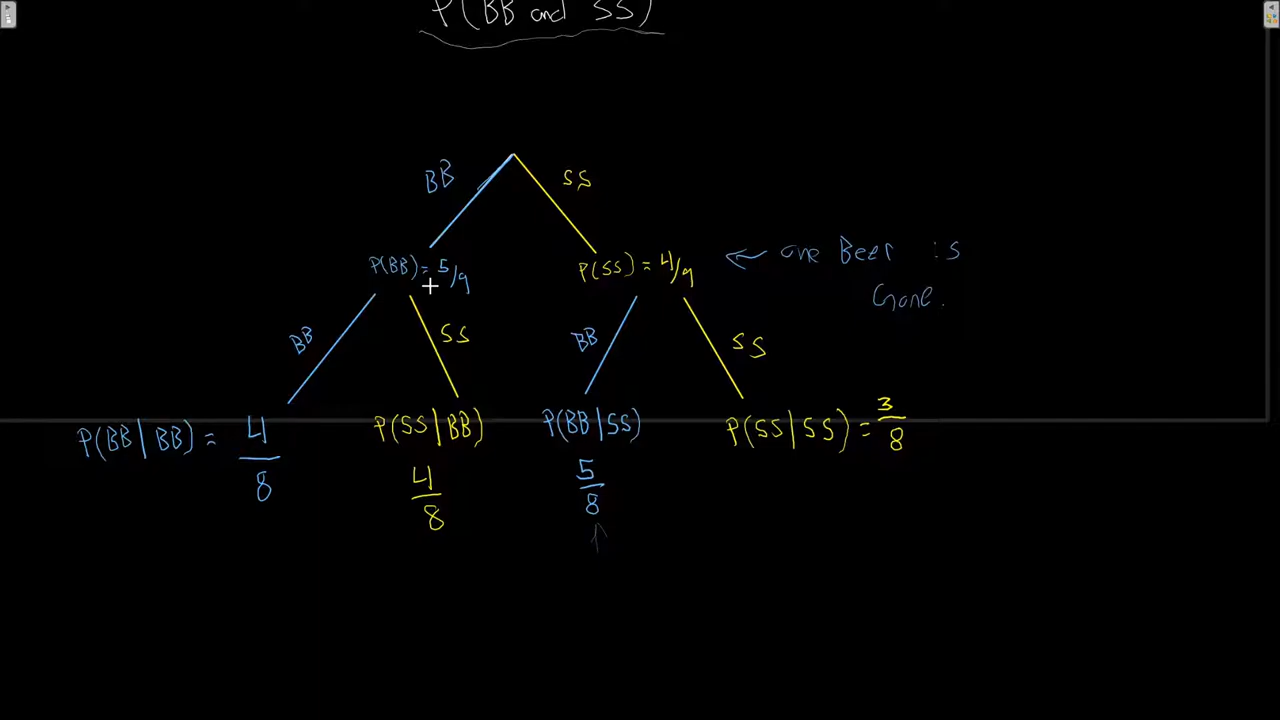 P(BB and SS)
BB
SS
P(BB) = 5/9
P(SS) = 4/9
← one Beer is
Gone.
BB
SS
BB
SS
P(BB|BB) = 4/8
P(SS|BB)
4/8
P(BB|SS)
5/8
P(SS|SS) = 3/8